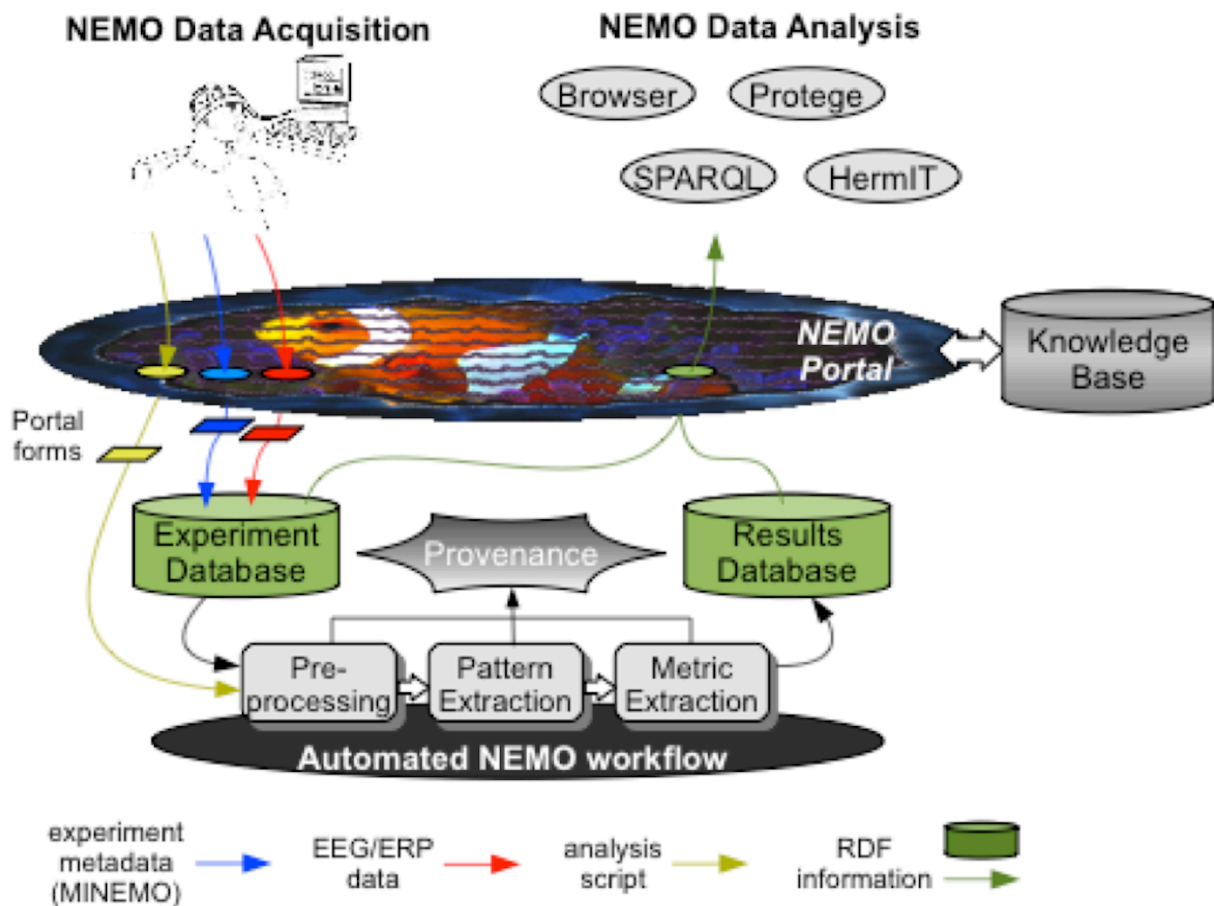 NEMO Data Acquisition
NEMO Data Analysis
Browser
Protege
SPARQL
HermIT
NEMO
Portal
Knowledge
Base
Portal
forms
Experiment
Database
Provenance
Results
Database
Pre-
processing
Pattern
Extraction
Metric
Extraction
Automated NEMO workflow
experiment
metadata
(MINEMO)
EEG/ERP
data
analysis
script
RDF
information